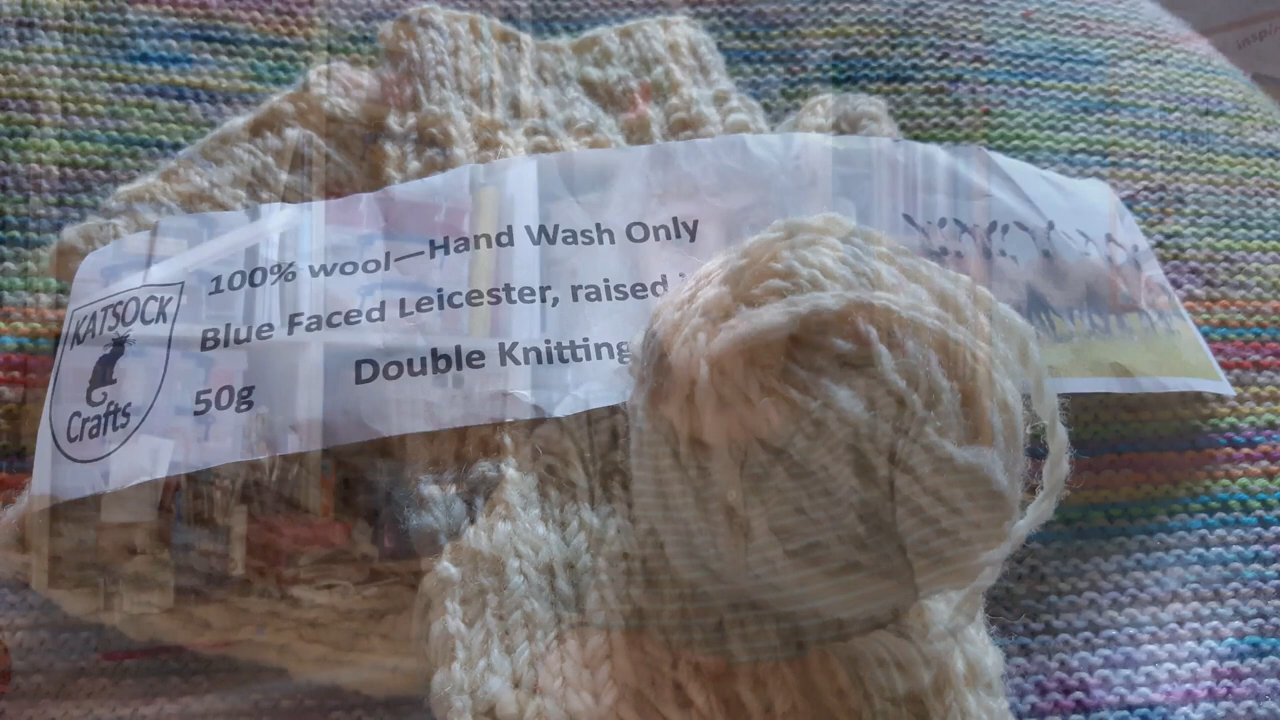 100% wool—Hand Wash Only
Blue Faced Leicester, raised
Double Knitting
50g
KATSOCK
Crafts